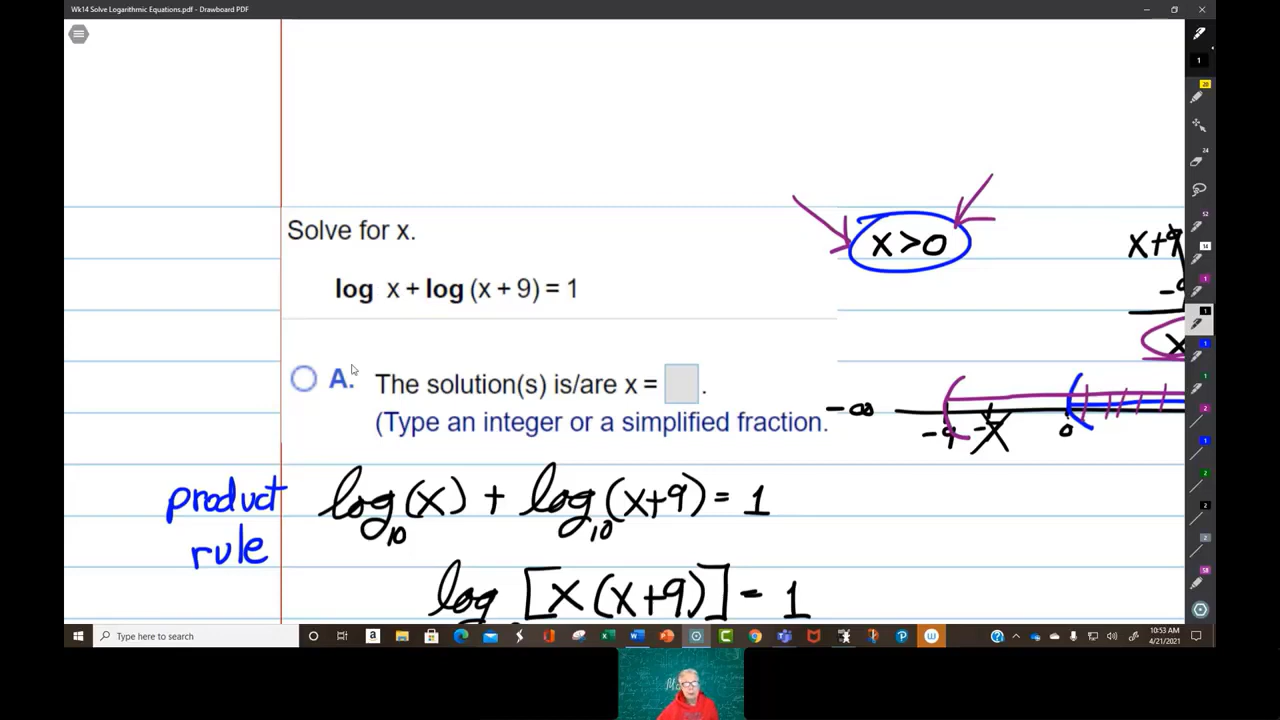 Wk14 Solve Logarithmic Equations.pdf - Drawboard PDF
Solve for x.
log x + log (x + 9) = 1
x>0
x+9
A. The solution(s) is/are x = .
(Type an integer or a simplified fraction.
-∞
-9
0
product rule
log10(x) + log10(x+9) = 1
log [x(x+9)] = 1
Type here to search
10:53 AM
4/21/2021